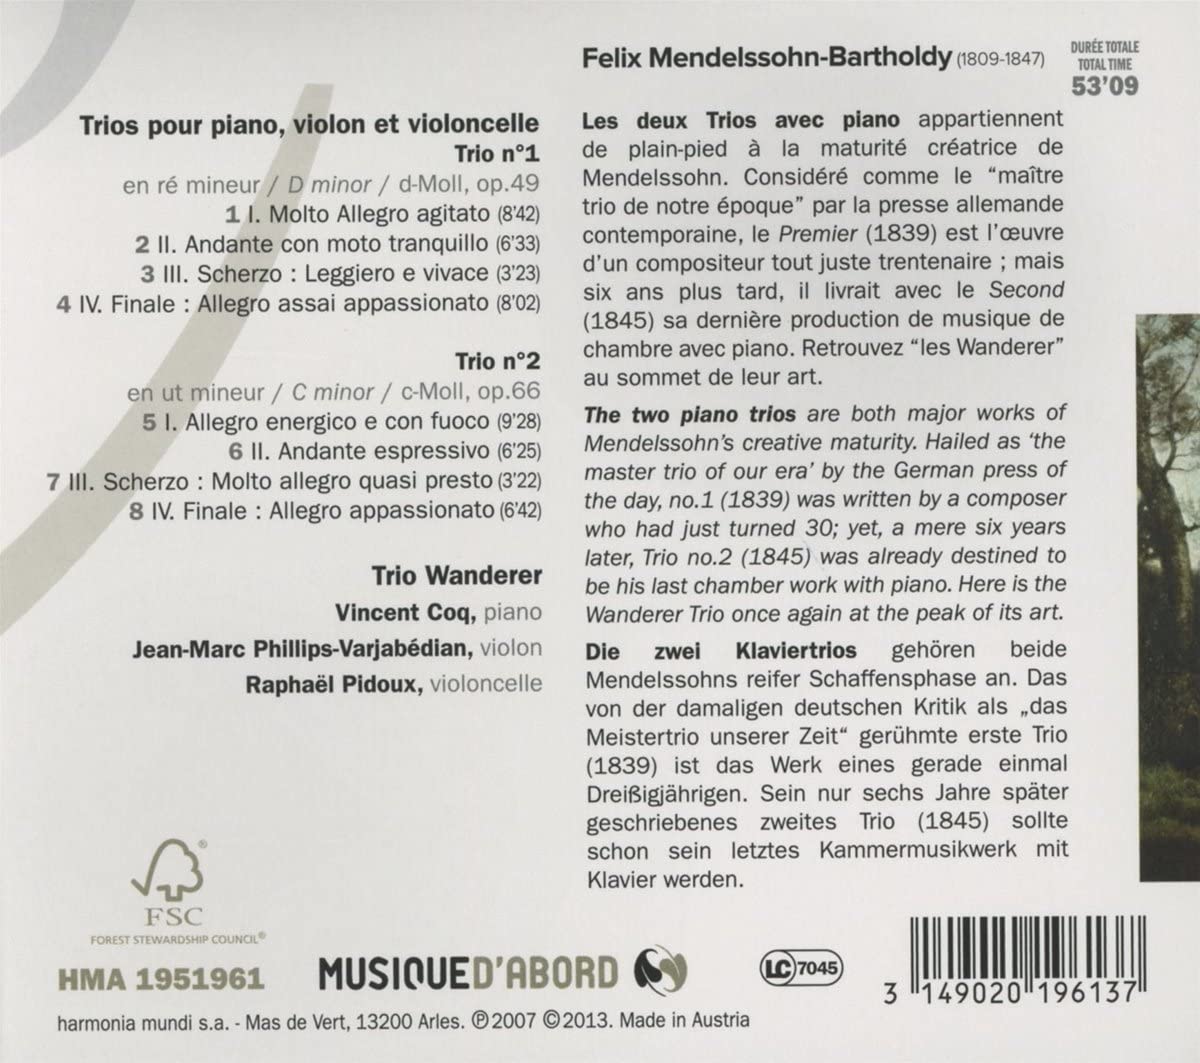 Trios pour piano, violon et violoncelle
Trio n°1
en ré mineur / D minor / d-Moll, op.49
1 I. Molto Allegro agitato (8'42)
2 II. Andante con moto tranquillo (6'33)
3 III. Scherzo : Leggiero e vivace (3'23)
4 IV. Finale : Allegro assai appassionato (8'02)
Trio n°2
en ut mineur / C minor / c-Moll, op.66
5 I. Allegro energico e con fuoco (9'28)
6 II. Andante espressivo (6'25)
7 III. Scherzo : Molto allegro quasi presto (3'22)
8 IV. Finale : Allegro appassionato (6'42)
Trio Wanderer
Vincent Coq, piano
Jean-Marc Phillips-Varjabédian, violon
Raphaël Pidoux, violoncelle
Felix Mendelssohn-Bartholdy (1809-1847)
DURÉE TOTALE
TOTAL TIME
53'09
Les deux Trios avec piano appartiennent
de plain-pied à la maturité créatrice de
Mendelssohn. Considéré comme le “maître
trio de notre époque” par la presse allemande
contemporaine, le Premier (1839) est l'œuvre
d'un compositeur tout juste trentenaire ; mais
six ans plus tard, il livrait avec le Second
(1845) sa dernière production de musique de
chambre avec piano. Retrouvez “les Wanderer”
au sommet de leur art.
The two piano trios are both major works of
Mendelssohn's creative maturity. Hailed as 'the
master trio of our era' by the German press of
the day, no.1 (1839) was written by a composer
who had just turned 30; yet, a mere six years
later, Trio no.2 (1845) was already destined to
be his last chamber work with piano. Here is the
Wanderer Trio once again at the peak of its art.
Die zwei Klaviertrios gehören beide
Mendelssohns reifer Schaffensphase an. Das
von der damaligen deutschen Kritik als „das
Meistertrio unserer Zeit“ gerühmte erste Trio
(1839) ist das Werk eines gerade einmal
Dreißigjährigen. Sein nur sechs Jahre später
geschriebenes zweites Trio (1845) sollte
schon sein letztes Kammermusikwerk mit
Klavier werden.
®
FSC
FOREST STEWARDSHIP COUNCIL®
HMA 1951961
MUSIQUE D'ABORD
LC 7045
3 149020 196137
harmonia mundi s.a. - Mas de Vert, 13200 Arles. ℗2007 ©2013. Made in Austria